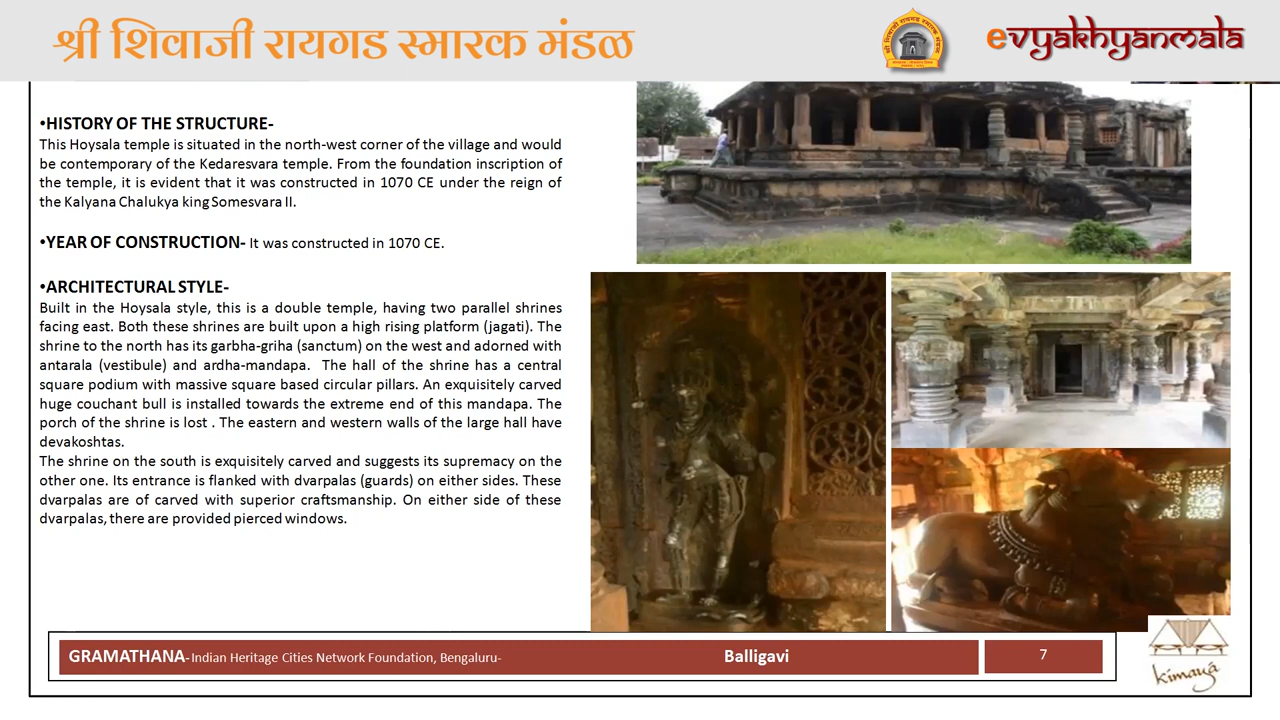 श्री शिवाजी रायगड स्मारक मंडळ
evyakhyanmala
•HISTORY OF THE STRUCTURE-
This Hoysala temple is situated in the north-west corner of the village and would
be contemporary of the Kedaresvara temple. From the foundation inscription of
the temple, it is evident that it was constructed in 1070 CE under the reign of
the Kalyana Chalukya king Somesvara II.
•YEAR OF CONSTRUCTION- It was constructed in 1070 CE.
•ARCHITECTURAL STYLE-
Built in the Hoysala style, this is a double temple, having two parallel shrines
facing east. Both these shrines are built upon a high rising platform (jagati). The
shrine to the north has its garbha-griha (sanctum) on the west and adorned with
antarala (vestibule) and ardha-mandapa. The hall of the shrine has a central
square podium with massive square based circular pillars. An exquisitely carved
huge couchant bull is installed towards the extreme end of this mandapa. The
porch of the shrine is lost . The eastern and western walls of the large hall have
devakoshtas.
The shrine on the south is exquisitely carved and suggests its supremacy on the
other one. Its entrance is flanked with dvarpalas (guards) on either sides. These
dvarpalas are of carved with superior craftsmanship. On either side of these
dvarpalas, there are provided pierced windows.
GRAMATHANA- Indian Heritage Cities Network Foundation, Bengaluru-
Balligavi
7
kimayá